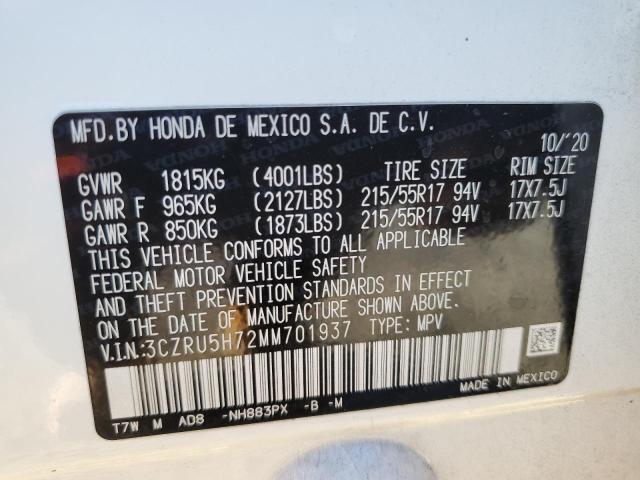 MFD.BY HONDA DE MEXICO S.A. DE C.V.
10/'20
GVWR 1815KG (4001LBS) TIRE SIZE RIM SIZE
GAWR F 965KG (2127LBS) 215/55R17 94V 17X7.5J
GAWR R 850KG (1873LBS) 215/55R17 94V 17X7.5J
THIS VEHICLE CONFORMS TO ALL APPLICABLE
FEDERAL MOTOR VEHICLE SAFETY
AND THEFT PREVENTION STANDARDS IN EFFECT
ON THE DATE OF MANUFACTURE SHOWN ABOVE.
V.I.N.:3CZRU5H72MM701937 TYPE: MPV
MADE IN MEXICO
T7W M AD8 -NH883PX -B -M